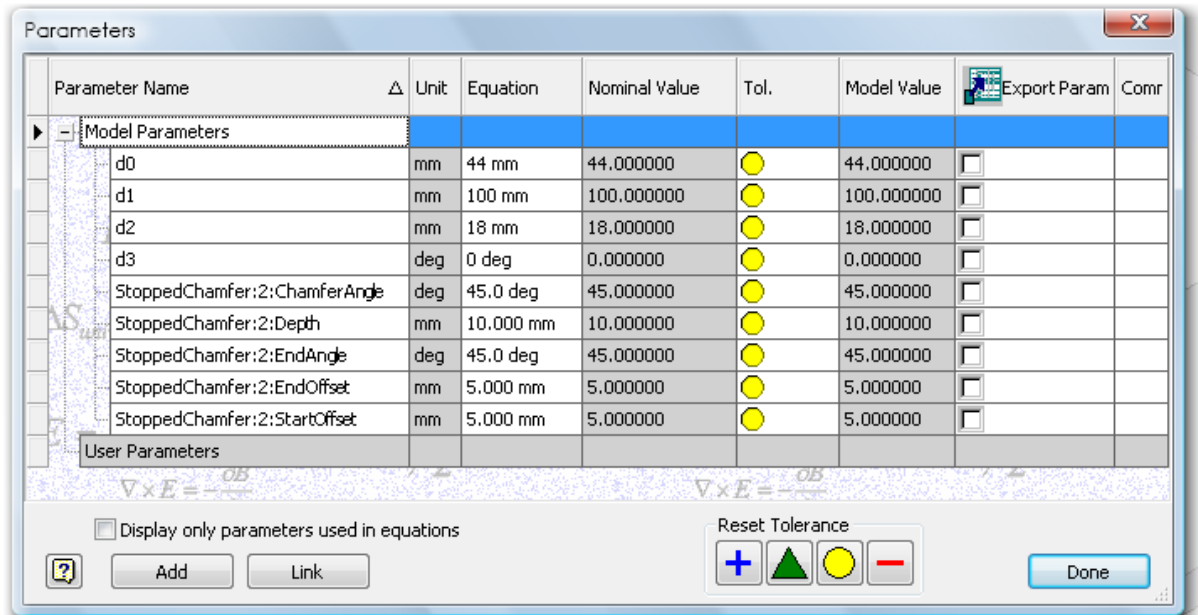 Parameters
Parameter Name Unit Equation Nominal Value Tol. Model Value Export Param Comr
Model Parameters
d0 mm 44 mm 44.000000 44.000000
d1 mm 100 mm 100.000000 100.000000
d2 mm 18 mm 18.000000 18.000000
d3 deg 0 deg 0.000000 0.000000
StoppedChamfer:2:ChamferAngle deg 45.0 deg 45.000000 45.000000
StoppedChamfer:2:Depth mm 10.000 mm 10.000000 10.000000
StoppedChamfer:2:EndAngle deg 45.0 deg 45.000000 45.000000
StoppedChamfer:2:EndOffset mm 5.000 mm 5.000000 5.000000
StoppedChamfer:2:StartOffset mm 5.000 mm 5.000000 5.000000
User Parameters
Display only parameters used in equations
Reset Tolerance
Add Link Done